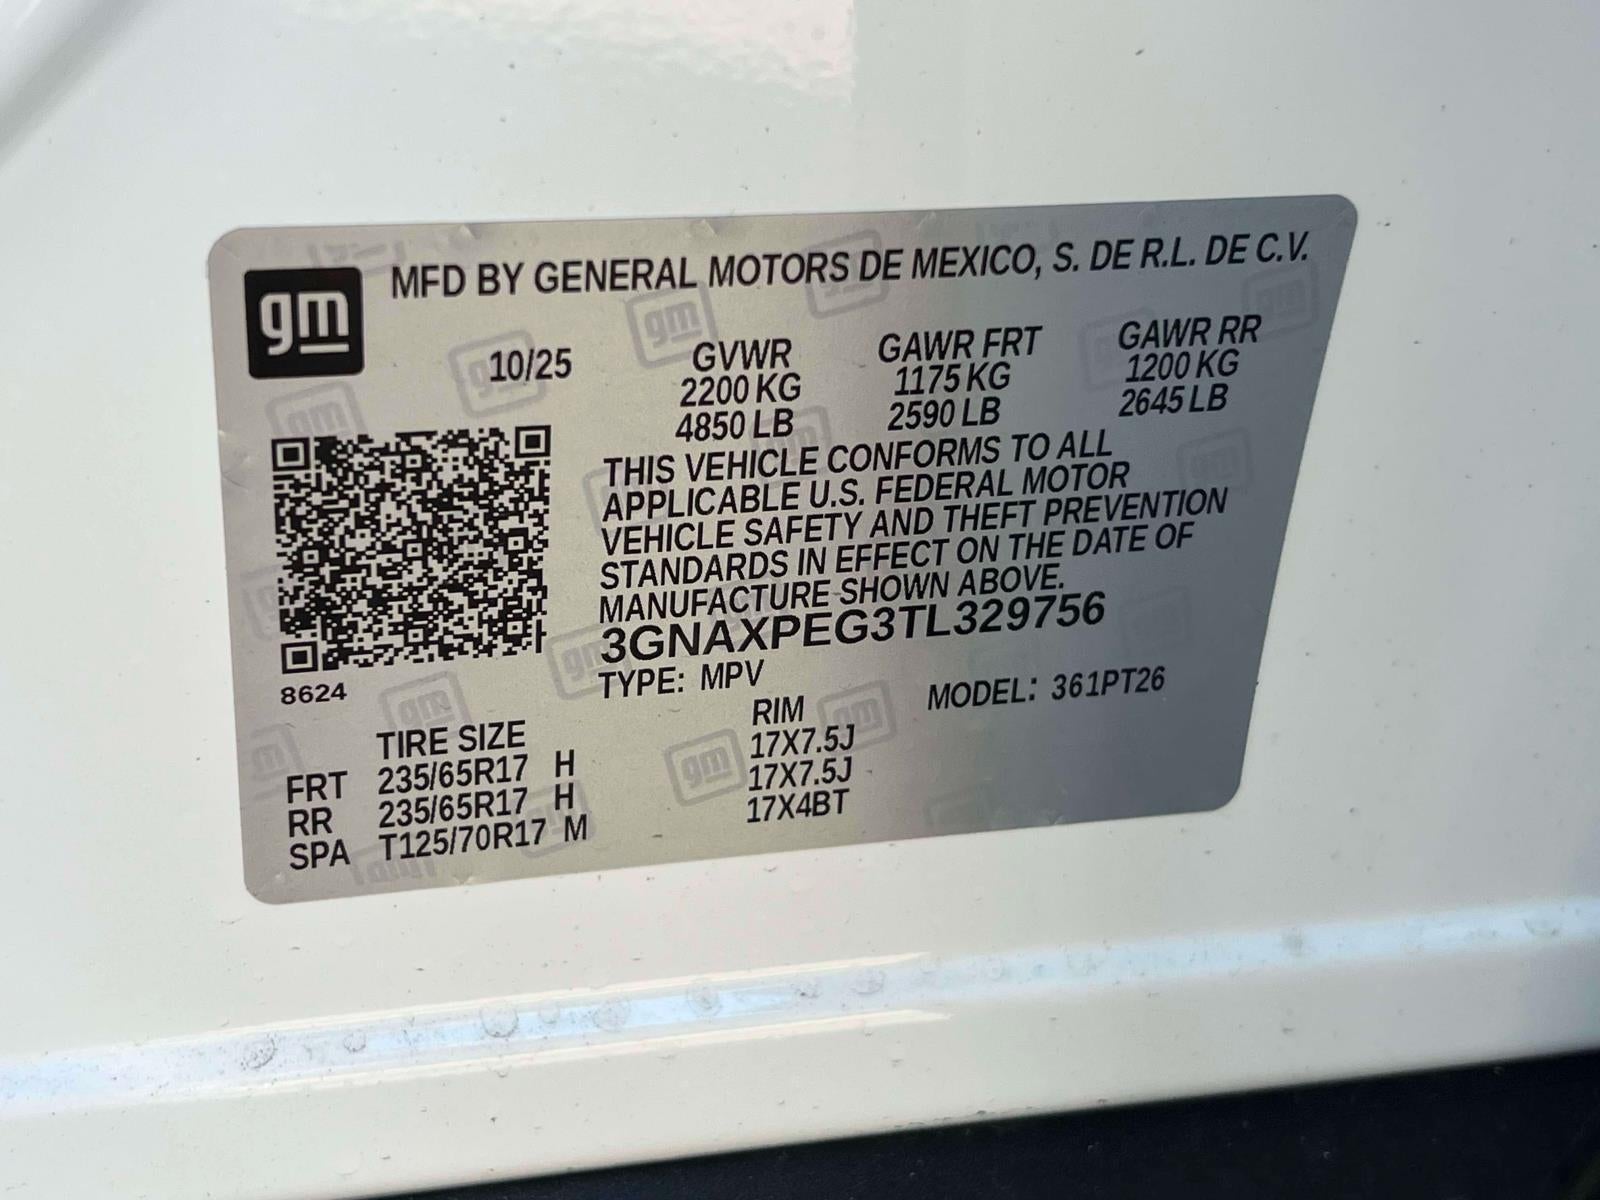 gm
MFD BY GENERAL MOTORS DE MEXICO, S. DE R.L. DE C.V.
10/25 GVWR GAWR FRT GAWR RR
2200 KG 1175 KG 1200 KG
4850 LB 2590 LB 2645 LB
THIS VEHICLE CONFORMS TO ALL
APPLICABLE U.S. FEDERAL MOTOR
VEHICLE SAFETY AND THEFT PREVENTION
STANDARDS IN EFFECT ON THE DATE OF
MANUFACTURE SHOWN ABOVE.
3GNAXPEG3TL329756
8624
TYPE: MPV MODEL: 361PT26
TIRE SIZE RIM
FRT 235/65R17 H 17X7.5J
RR 235/65R17 H 17X7.5J
SPA T125/70R17 M 17X4BT